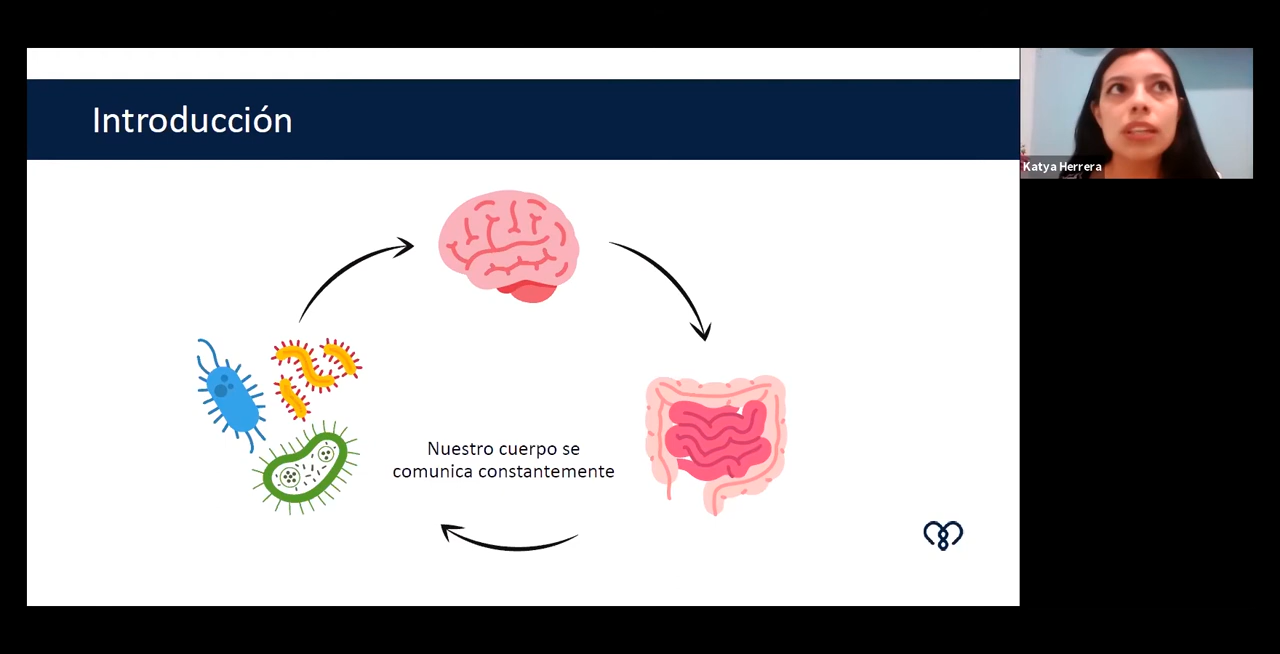 Introducción
Katya Herrera
Nuestro cuerpo se
comunica constantemente